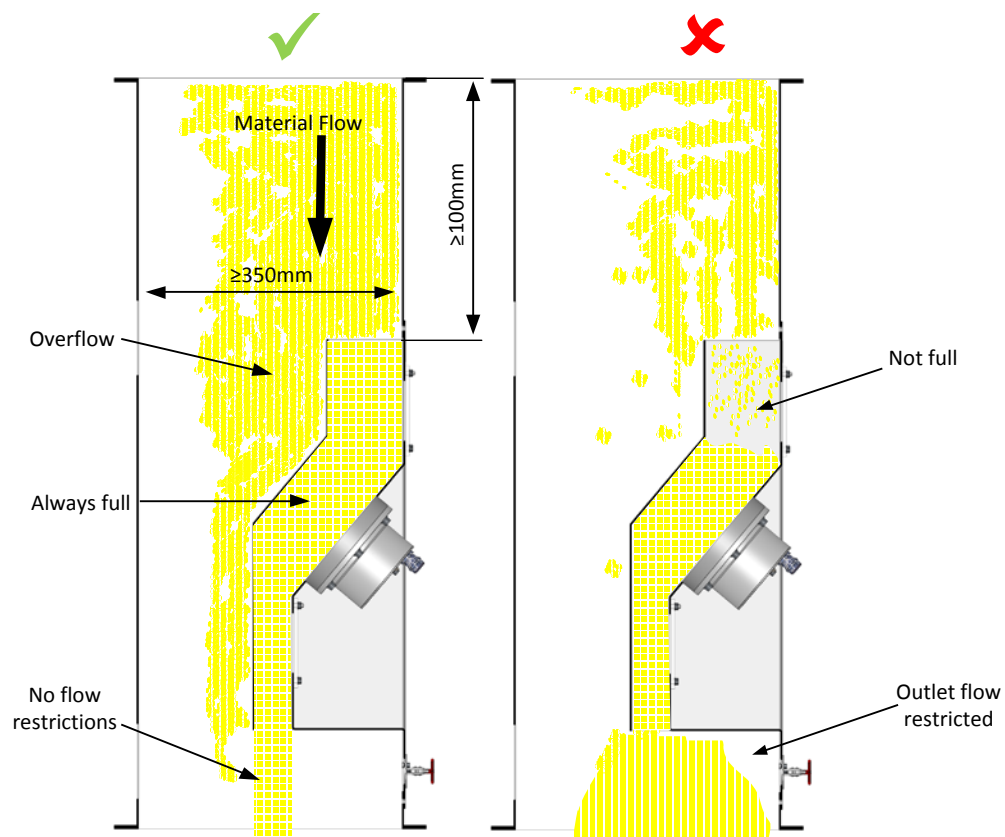 Material Flow
≥100mm
≥350mm
Overflow
Not full
Always full
No flow
restrictions
Outlet flow
restricted